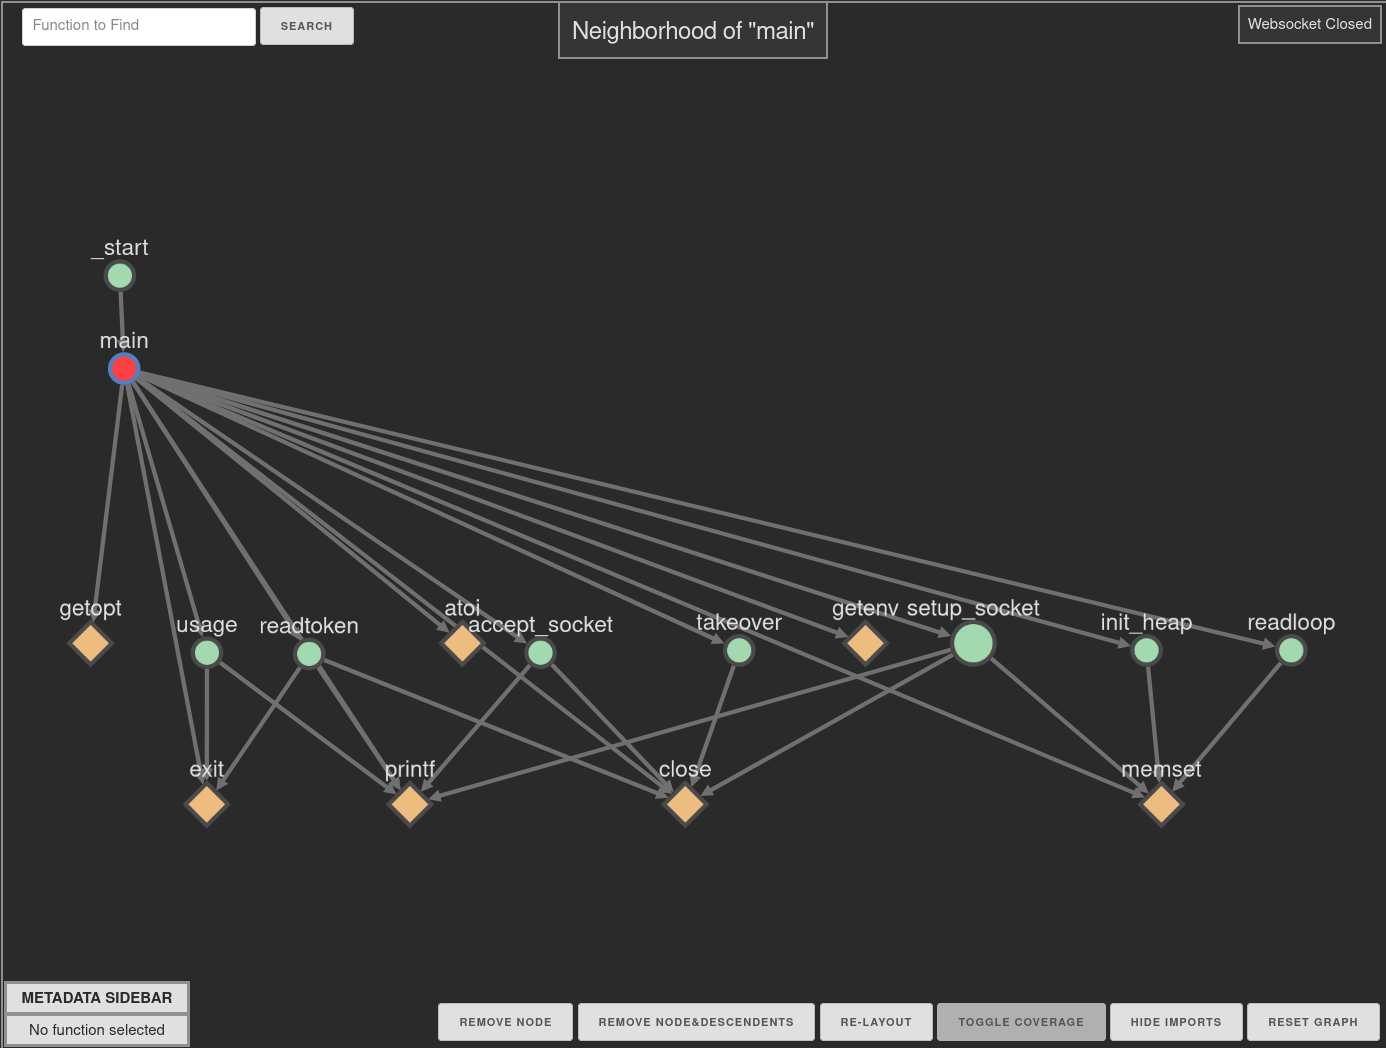 Function to Find
SEARCH
Neighborhood of "main"
Websocket Closed
_start
main
getopt
usage
readtoken
atoi
accept_socket
takeover
getenv
setup_socket
init_heap
readloop
exit
printf
close
memset
METADATA SIDEBAR
No function selected
REMOVE NODE
REMOVE NODE&DESCENDENTS
RE-LAYOUT
TOGGLE COVERAGE
HIDE IMPORTS
RESET GRAPH